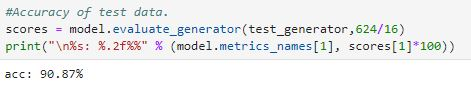 #Accuracy of test data.
scores = model.evaluate_generator(test_generator,624/16)
print("\n%s: %.2f%%" % (model.metrics_names[1], scores[1]*100))
acc: 90.87%